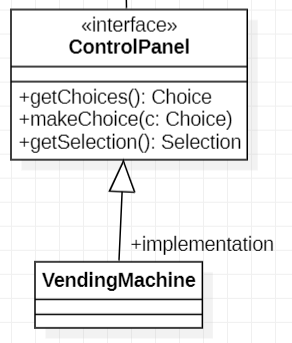 «interface»
ControlPanel
+getChoices(): Choice
+makeChoice(c: Choice)
+getSelection(): Selection
+implementation
VendingMachine